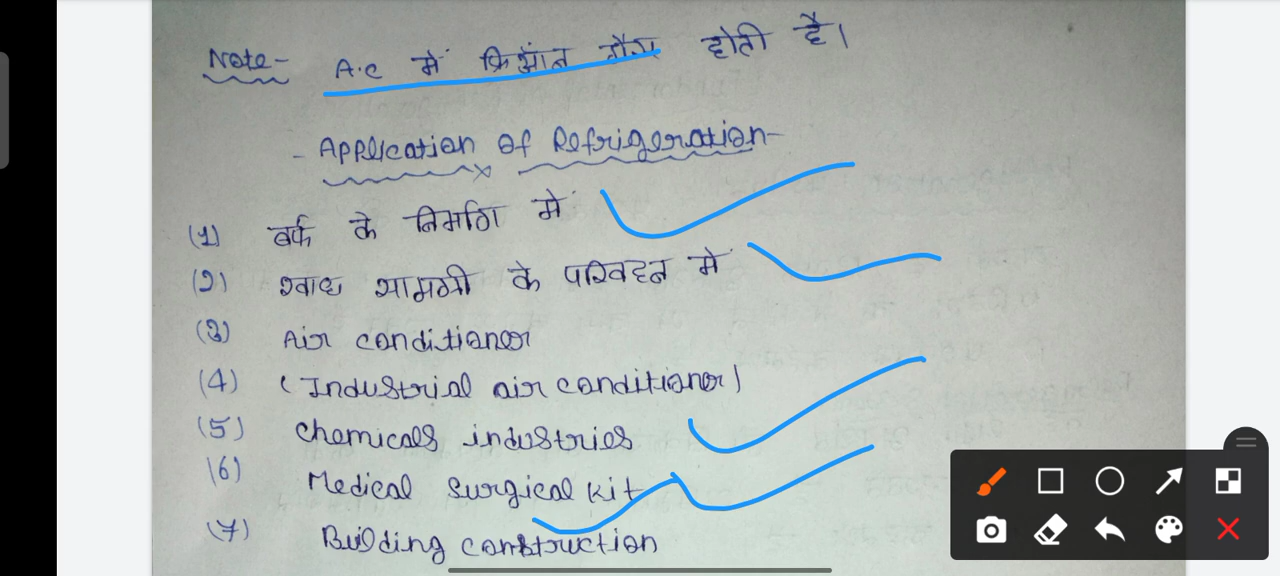 Note- A.C में फ्रिऑन गैस होती है।
- Application of Refrigeration-
(1) बर्फ के निर्माण में
(2) खाद्य सामग्री के परिवहन में
(3) Air conditioner
(4) (Industrial air conditioner)
(5) chemicals industries
(6) Medical Surgical Kit
(7) Building construction